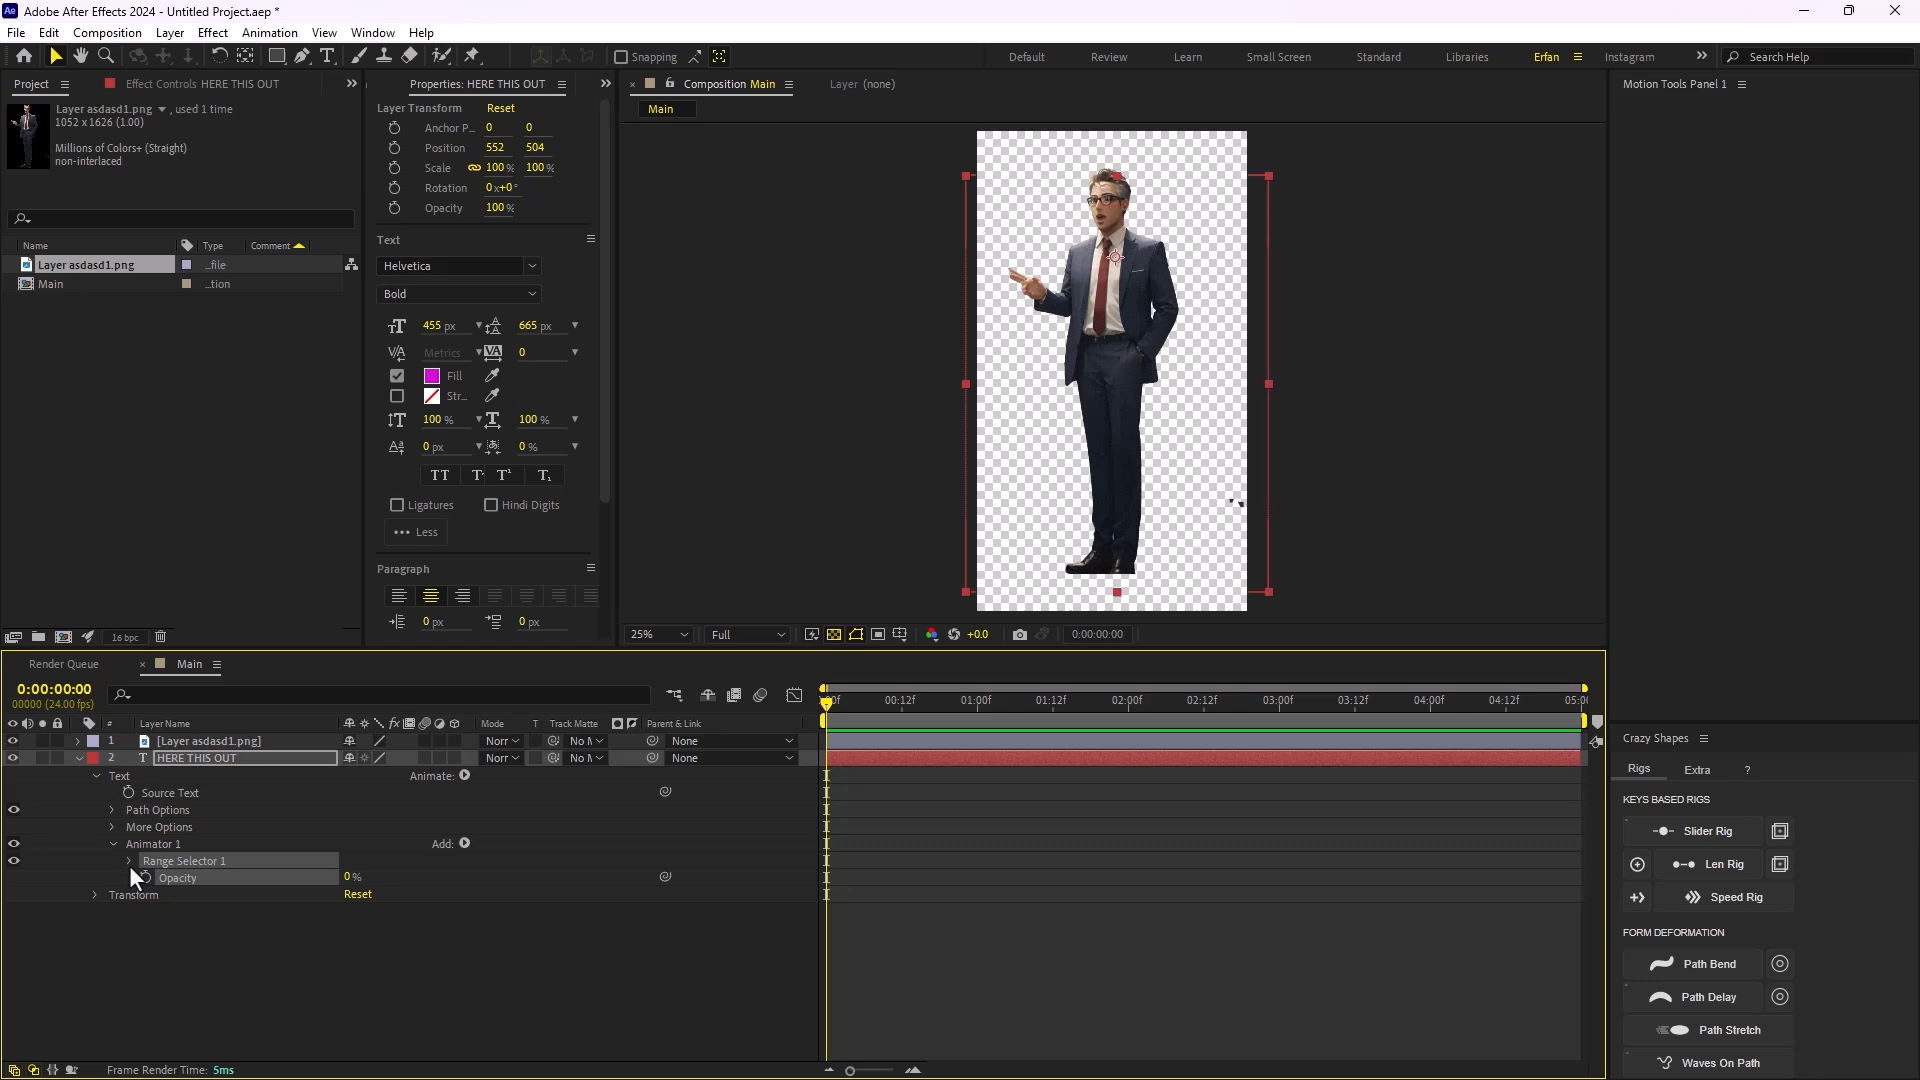 Adobe After Effects 2024 - Untitled Project.aep *
File Edit Composition Layer Effect Animation View Window Help
Snapping Default Review Learn Small Screen Standard Libraries Erfan Instagram Search Help
Project Effect Controls HERE THIS OUT
Layer asdasd1.png , used 1 time
1052 x 1626 (1.00)
Millions of Colors+ (Straight)
non-interlaced
Name Type Comment
Layer asdasd1.png ...file
Main ...tion
16 bpc
Properties: HERE THIS OUT
Layer Transform Reset
Anchor P... 0 0
Position 552 504
Scale 100 % 100 %
Rotation 0x+0°
Opacity 100 %
Text
Helvetica
Bold
455 px 665 px
Metrics 0
Fill
Str...
100 % 100 %
0 px 0 %
Ligatures Hindi Digits
Less
Paragraph
0 px 0 px
Composition Main Layer (none)
Main
25% Full +0.0 0:00:00:00
Motion Tools Panel 1
Render Queue Main
0:00:00:00
00000 (24.00 fps)
# Layer Name Mode T Track Matte Parent & Link
00:12f 01:00f 01:12f 02:00f 02:12f 03:00f 03:12f 04:00f 04:12f
1 [Layer asdasd1.png] None
2 HERE THIS OUT None
Text Animate:
Source Text
Path Options
More Options
Animator 1 Add:
Range Selector 1
Opacity 0 %
Transform Reset
Frame Render Time: 5ms
Crazy Shapes
Rigs Extra ?
KEYS BASED RIGS
Slider Rig
Len Rig
Speed Rig
FORM DEFORMATION
Path Bend
Path Delay
Path Stretch
Waves On Path